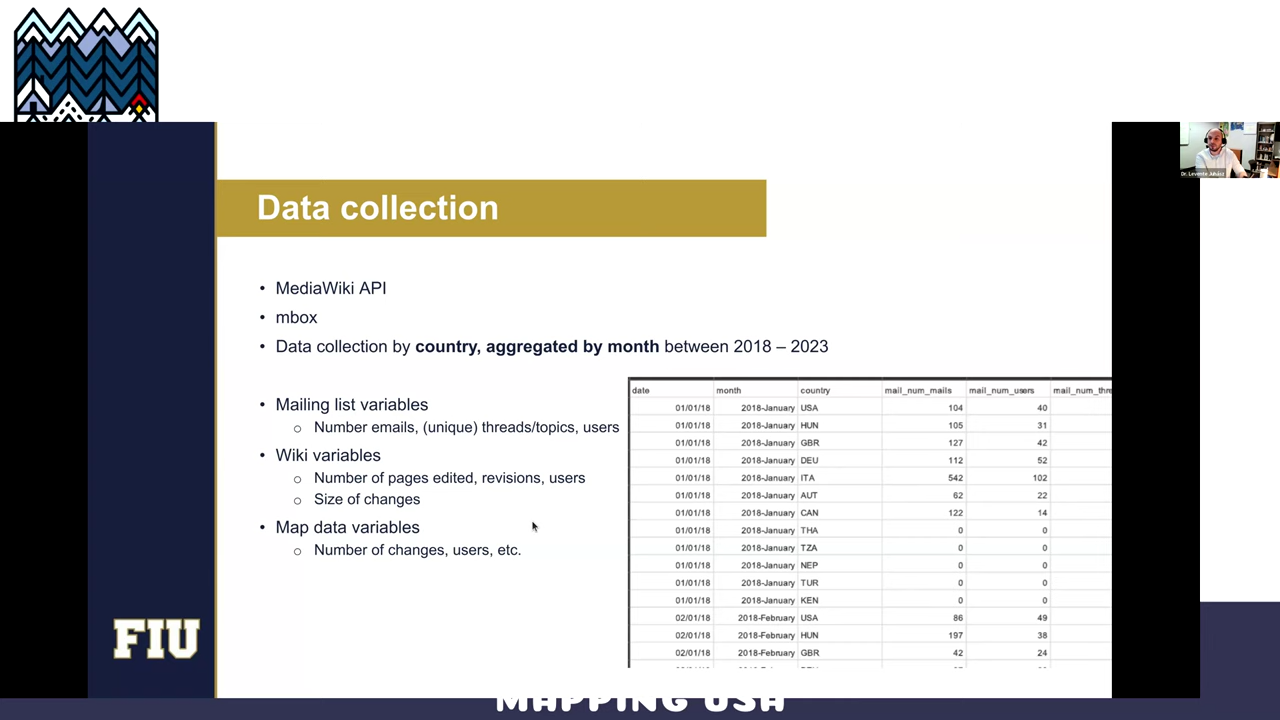 Data collection
• MediaWiki API
• mbox
• Data collection by country, aggregated by month between 2018 – 2023
• Mailing list variables
○ Number emails, (unique) threads/topics, users
• Wiki variables
○ Number of pages edited, revisions, users
○ Size of changes
• Map data variables
○ Number of changes, users, etc.
date month country mail_num_mails mail_num_users mail_num_thre
01/01/18 2018-January USA 104 40
01/01/18 2018-January HUN 105 31
01/01/18 2018-January GBR 127 42
01/01/18 2018-January DEU 112 52
01/01/18 2018-January ITA 542 102
01/01/18 2018-January AUT 62 22
01/01/18 2018-January CAN 122 14
01/01/18 2018-January THA 0 0
01/01/18 2018-January TZA 0 0
01/01/18 2018-January NEP 0 0
01/01/18 2018-January TUR 0 0
01/01/18 2018-January KEN 0 0
02/01/18 2018-February USA 86 49
02/01/18 2018-February HUN 197 38
02/01/18 2018-February GBR 42 24
FIU
Dr. Levente Juhász
MAPPING USA